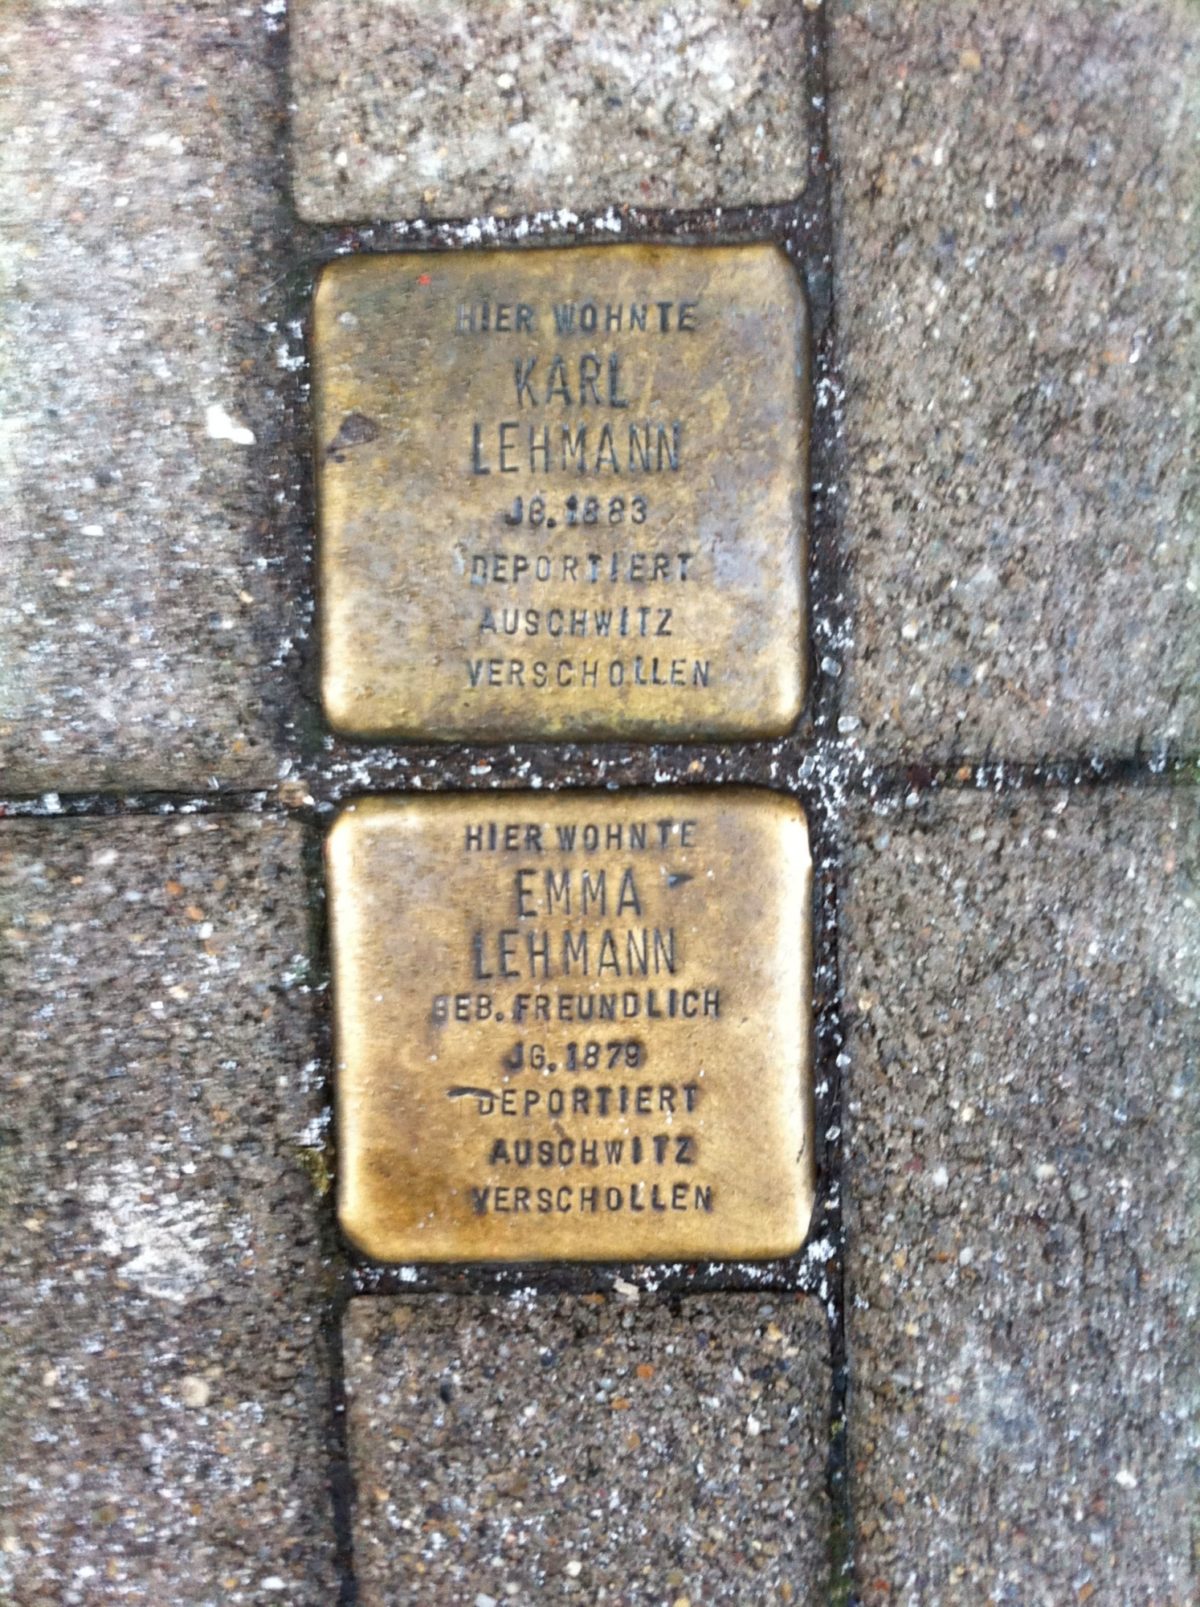 HIER WOHNTE
KARL
LEHMANN
JG. 1883
DEPORTIERT
AUSCHWITZ
VERSCHOLLEN
HIER WOHNTE
EMMA
LEHMANN
GEB. FREUNDLICH
JG. 1879
DEPORTIERT
AUSCHWITZ
VERSCHOLLEN